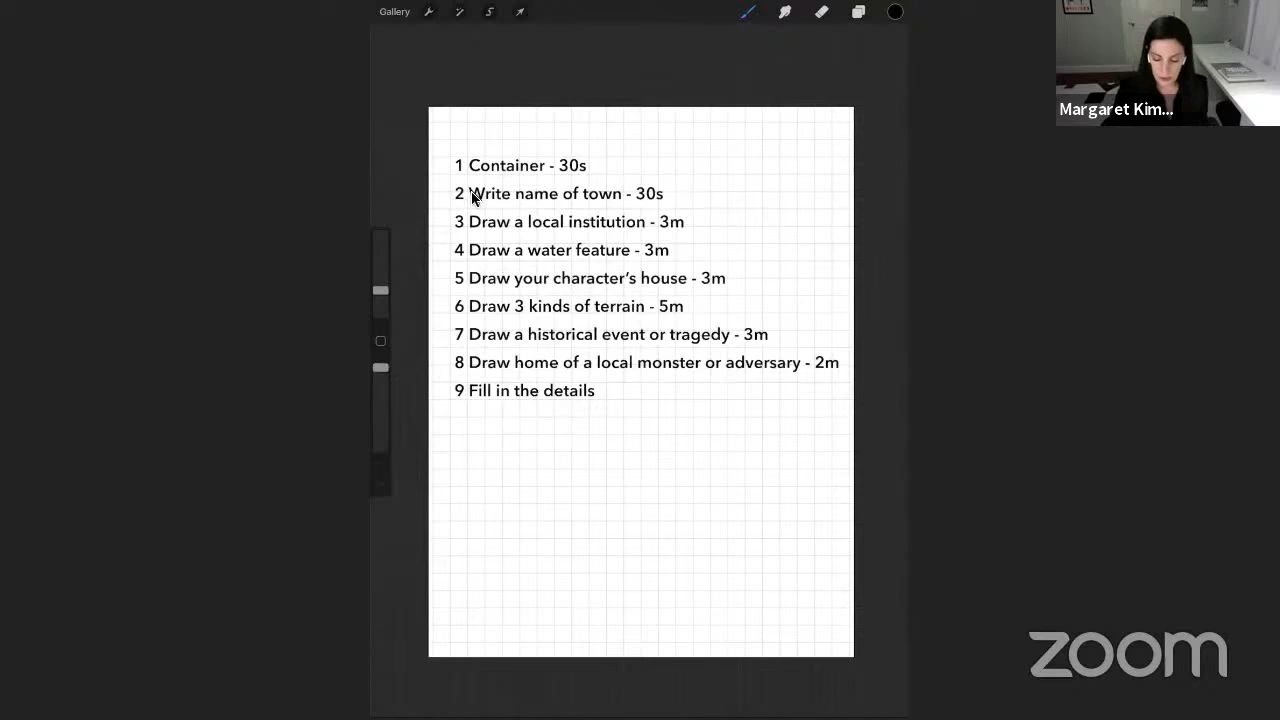 Gallery
Margaret Kim...
1 Container - 30s
2 Write name of town - 30s
3 Draw a local institution - 3m
4 Draw a water feature - 3m
5 Draw your character’s house - 3m
6 Draw 3 kinds of terrain - 5m
7 Draw a historical event or tragedy - 3m
8 Draw home of a local monster or adversary - 2m
9 Fill in the details
zoom